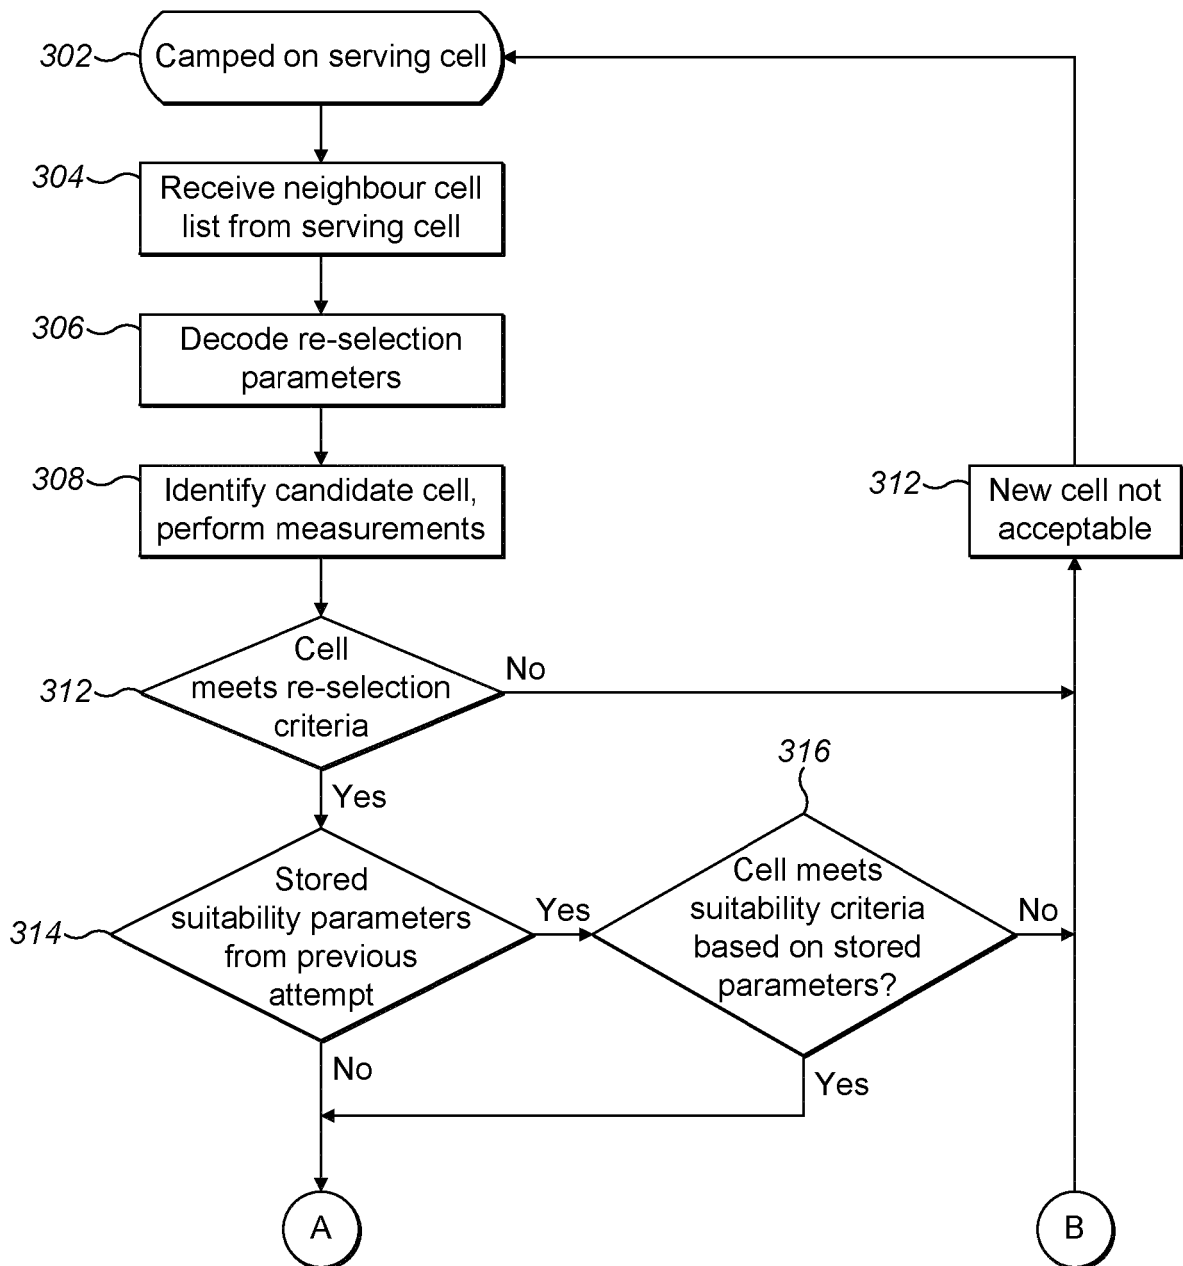 302
Camped on serving cell
304
Receive neighbour cell
list from serving cell
306
Decode re-selection
parameters
308
Identify candidate cell,
perform measurements
312
New cell not
acceptable
312
Cell
meets re-selection
criteria
No
Yes
316
314
Stored
suitability parameters
from previous
attempt
Yes
Cell meets
suitability criteria
based on stored
parameters?
No
No
Yes
A
B